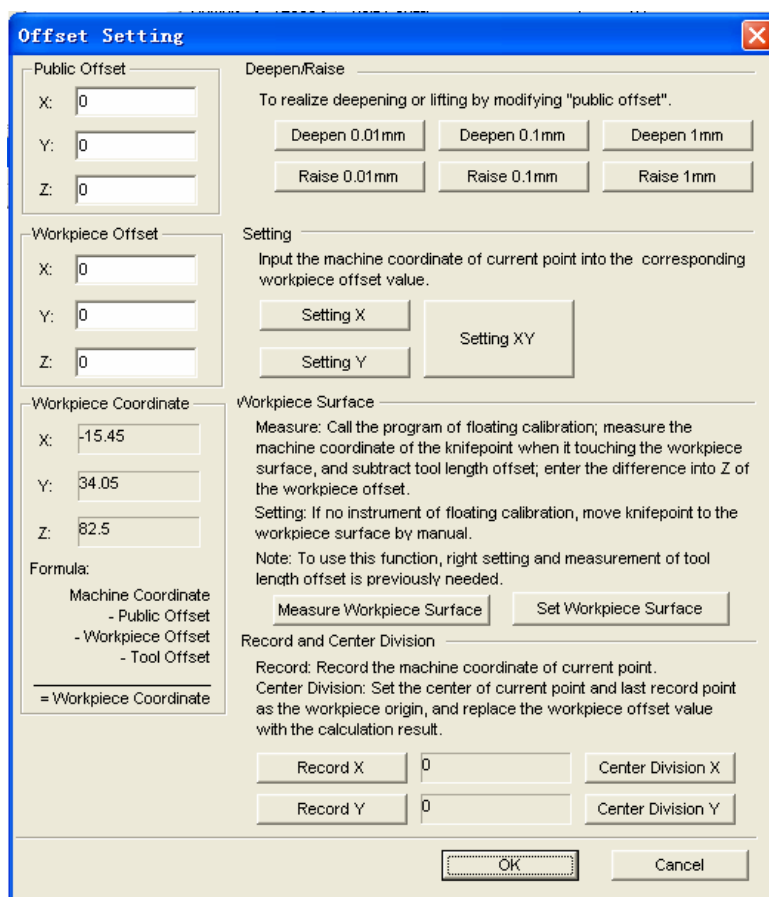 Offset Setting
Public Offset
X: 0
Y: 0
Z: 0
Deepen/Raise
To realize deepening or lifting by modifying "public offset".
Deepen 0.01mm
Deepen 0.1mm
Deepen 1mm
Raise 0.01mm
Raise 0.1mm
Raise 1mm
Workpiece Offset
X: 0
Y: 0
Z: 0
Setting
Input the machine coordinate of current point into the corresponding
workpiece offset value.
Setting X
Setting Y
Setting XY
Workpiece Coordinate
X: -15.45
Y: 34.05
Z: 82.5
Formula:
Machine Coordinate
- Public Offset
- Workpiece Offset
- Tool Offset
= Workpiece Coordinate
Workpiece Surface
Measure: Call the program of floating calibration; measure the
machine coordinate of the knifepoint when it touching the workpiece
surface, and subtract tool length offset; enter the difference into Z of
the workpiece offset.
Setting: If no instrument of floating calibration, move knifepoint to the
workpiece surface by manual.
Note: To use this function, right setting and measurement of tool
length offset is previously needed.
Measure Workpiece Surface
Set Workpiece Surface
Record and Center Division
Record: Record the machine coordinate of current point.
Center Division: Set the center of current point and last record point
as the workpiece origin, and replace the workpiece offset value
with the calculation result.
Record X
0
Center Division X
Record Y
0
Center Division Y
OK
Cancel